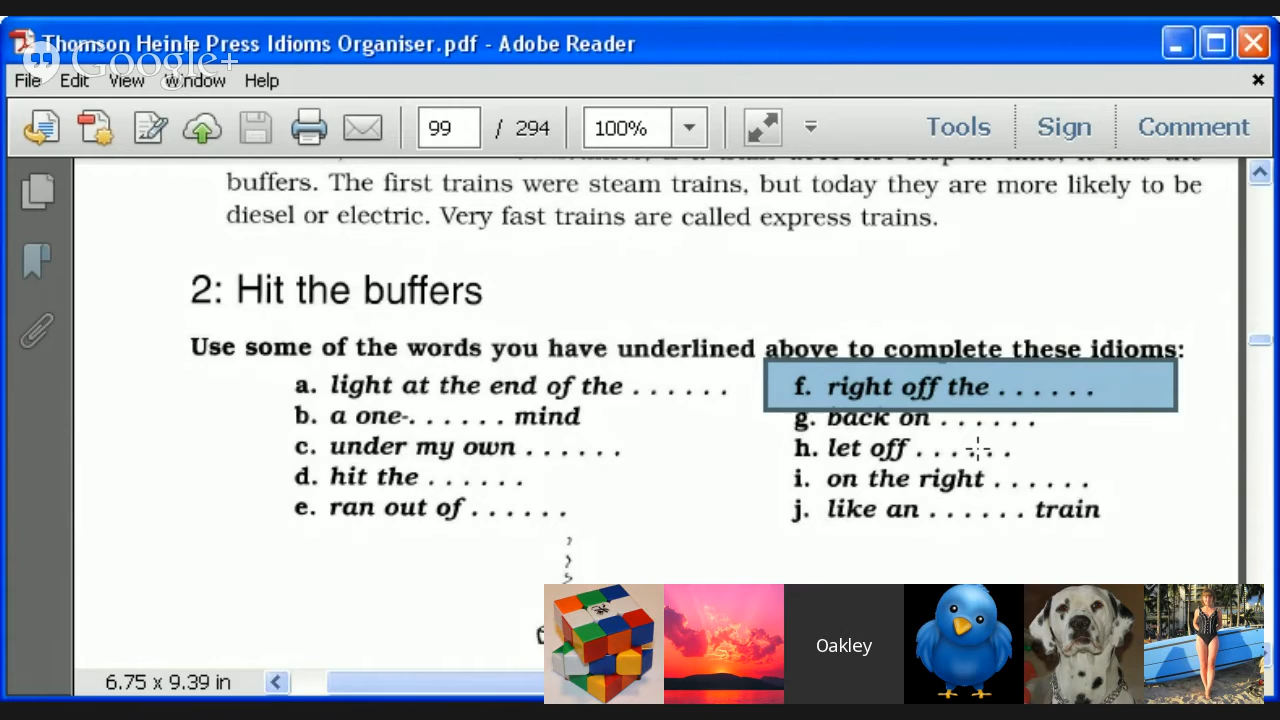 Thomson Heinle Press Idioms Organiser.pdf - Adobe Reader
Google+
File Edit View Window Help
99 / 294 100% Tools Sign Comment
buffers. The first trains were steam trains, but today they are more likely to be
diesel or electric. Very fast trains are called express trains.
2: Hit the buffers
Use some of the words you have underlined above to complete these idioms:
a. light at the end of the . . . . . .
b. a one-. . . . . . mind
c. under my own . . . . . .
d. hit the . . . . . .
e. ran out of . . . . . .
f. right off the . . . . . .
g. back on . . . . . .
h. let off . . . . . .
i. on the right . . . . . .
j. like an . . . . . . train
Oakley
6.75 x 9.39 in